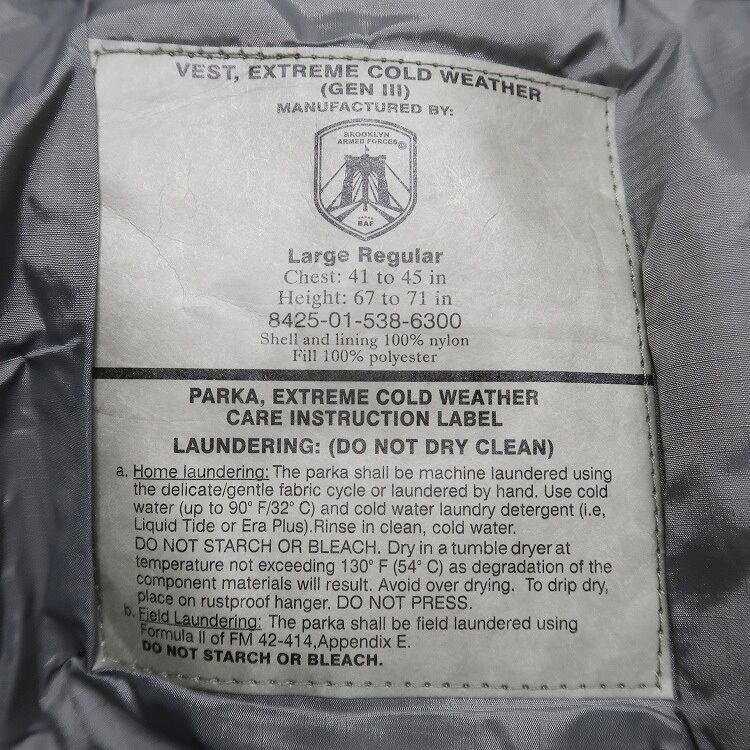 VEST, EXTREME COLD WEATHER
(GEN III)
MANUFACTURED BY:
BROOKLYN
ARMED FORCES
BAF
Large Regular
Chest: 41 to 45 in
Height: 67 to 71 in
8425-01-538-6300
Shell and lining 100% nylon
Fill 100% polyester
PARKA, EXTREME COLD WEATHER
CARE INSTRUCTION LABEL
LAUNDERING: (DO NOT DRY CLEAN)
a. Home laundering: The parka shall be machine laundered using
the delicate/gentle fabric cycle or laundered by hand. Use cold
water (up to 90° F/32° C) and cold water laundry detergent (i.e,
Liquid Tide or Era Plus).Rinse in clean, cold water.
DO NOT STARCH OR BLEACH. Dry in a tumble dryer at
temperature not exceeding 130° F (54° C) as degradation of the
component materials will result. Avoid over drying. To drip dry,
place on rustproof hanger. DO NOT PRESS.
b. Field Laundering: The parka shall be field laundered using
Formula II of FM 42-414,Appendix E.
DO NOT STARCH OR BLEACH.